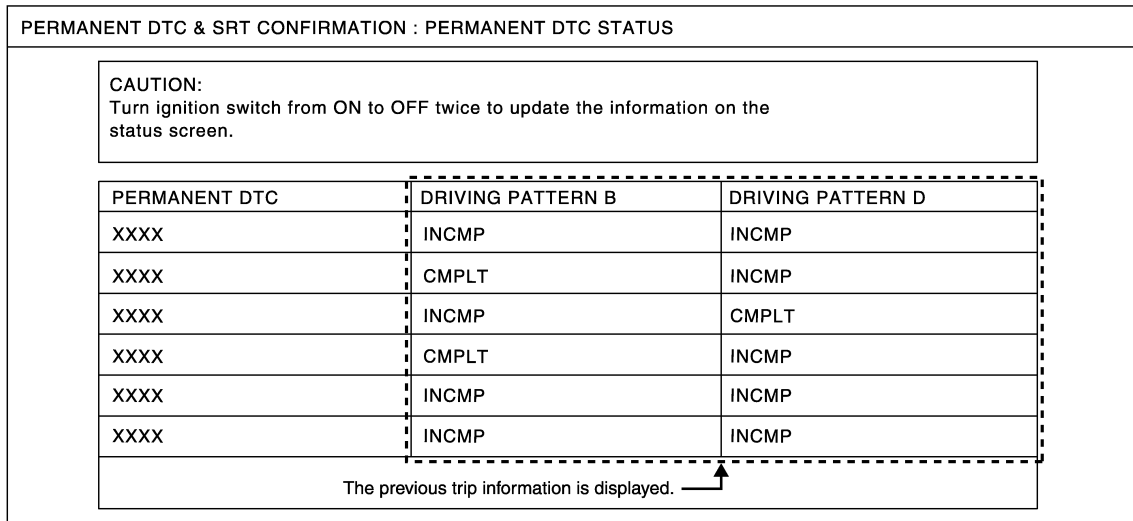 PERMANENT DTC & SRT CONFIRMATION : PERMANENT DTC STATUS
CAUTION:
Turn ignition switch from ON to OFF twice to update the information on the
status screen.
PERMANENT DTC DRIVING PATTERN B DRIVING PATTERN D
XXXX INCMP INCMP
XXXX CMPLT INCMP
XXXX INCMP CMPLT
XXXX CMPLT INCMP
XXXX INCMP INCMP
XXXX INCMP INCMP
The previous trip information is displayed.